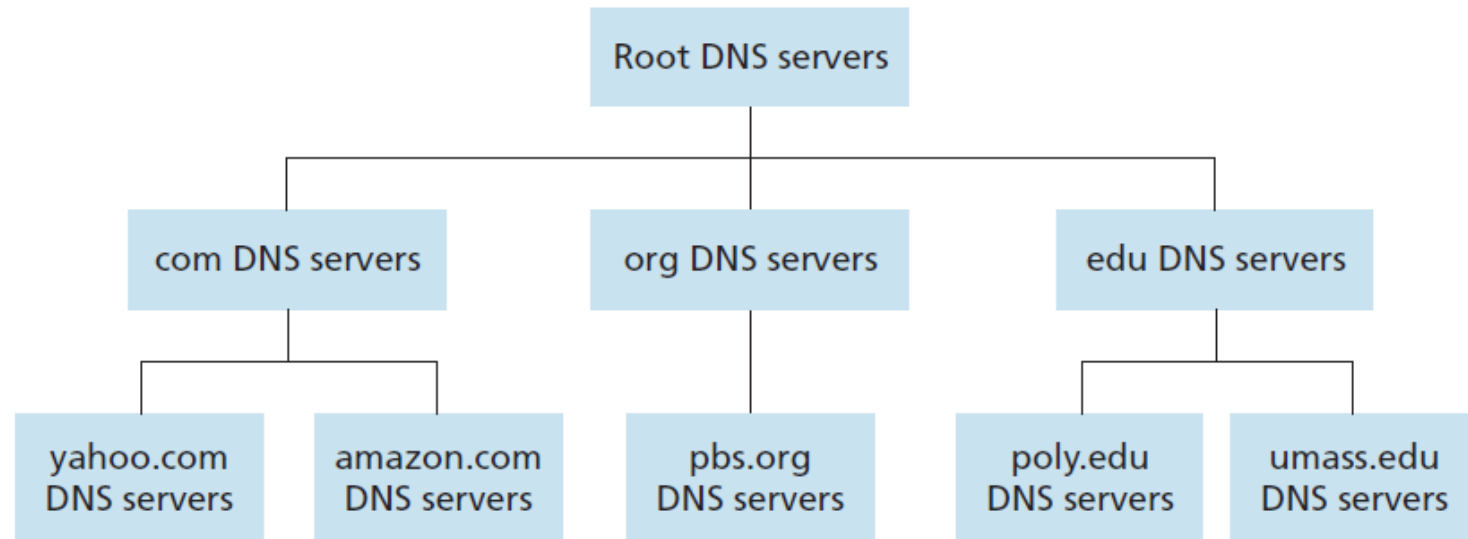 Root DNS servers
com DNS servers
org DNS servers
edu DNS servers
yahoo.com
DNS servers
amazon.com
DNS servers
pbs.org
DNS servers
poly.edu
DNS servers
umass.edu
DNS servers